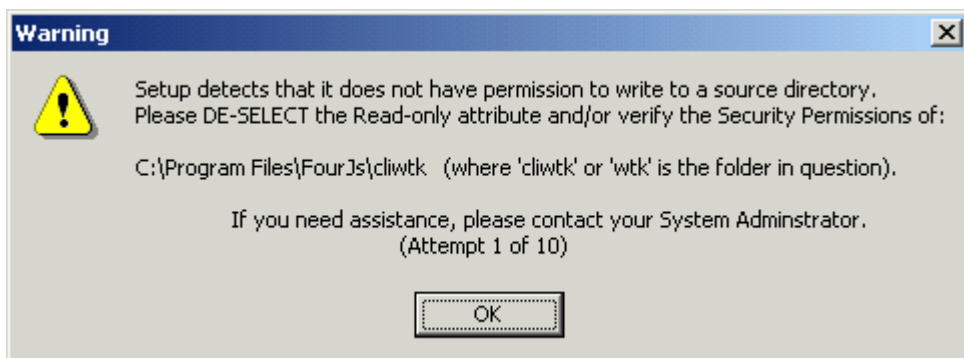 Warning
Setup detects that it does not have permission to write to a source directory.
Please DE-SELECT the Read-only attribute and/or verify the Security Permissions of:
C:\Program Files\FourJs\cliwtk (where 'cliwtk' or 'wtk' is the folder in question).
If you need assistance, please contact your System Adminstrator.
(Attempt 1 of 10)
OK